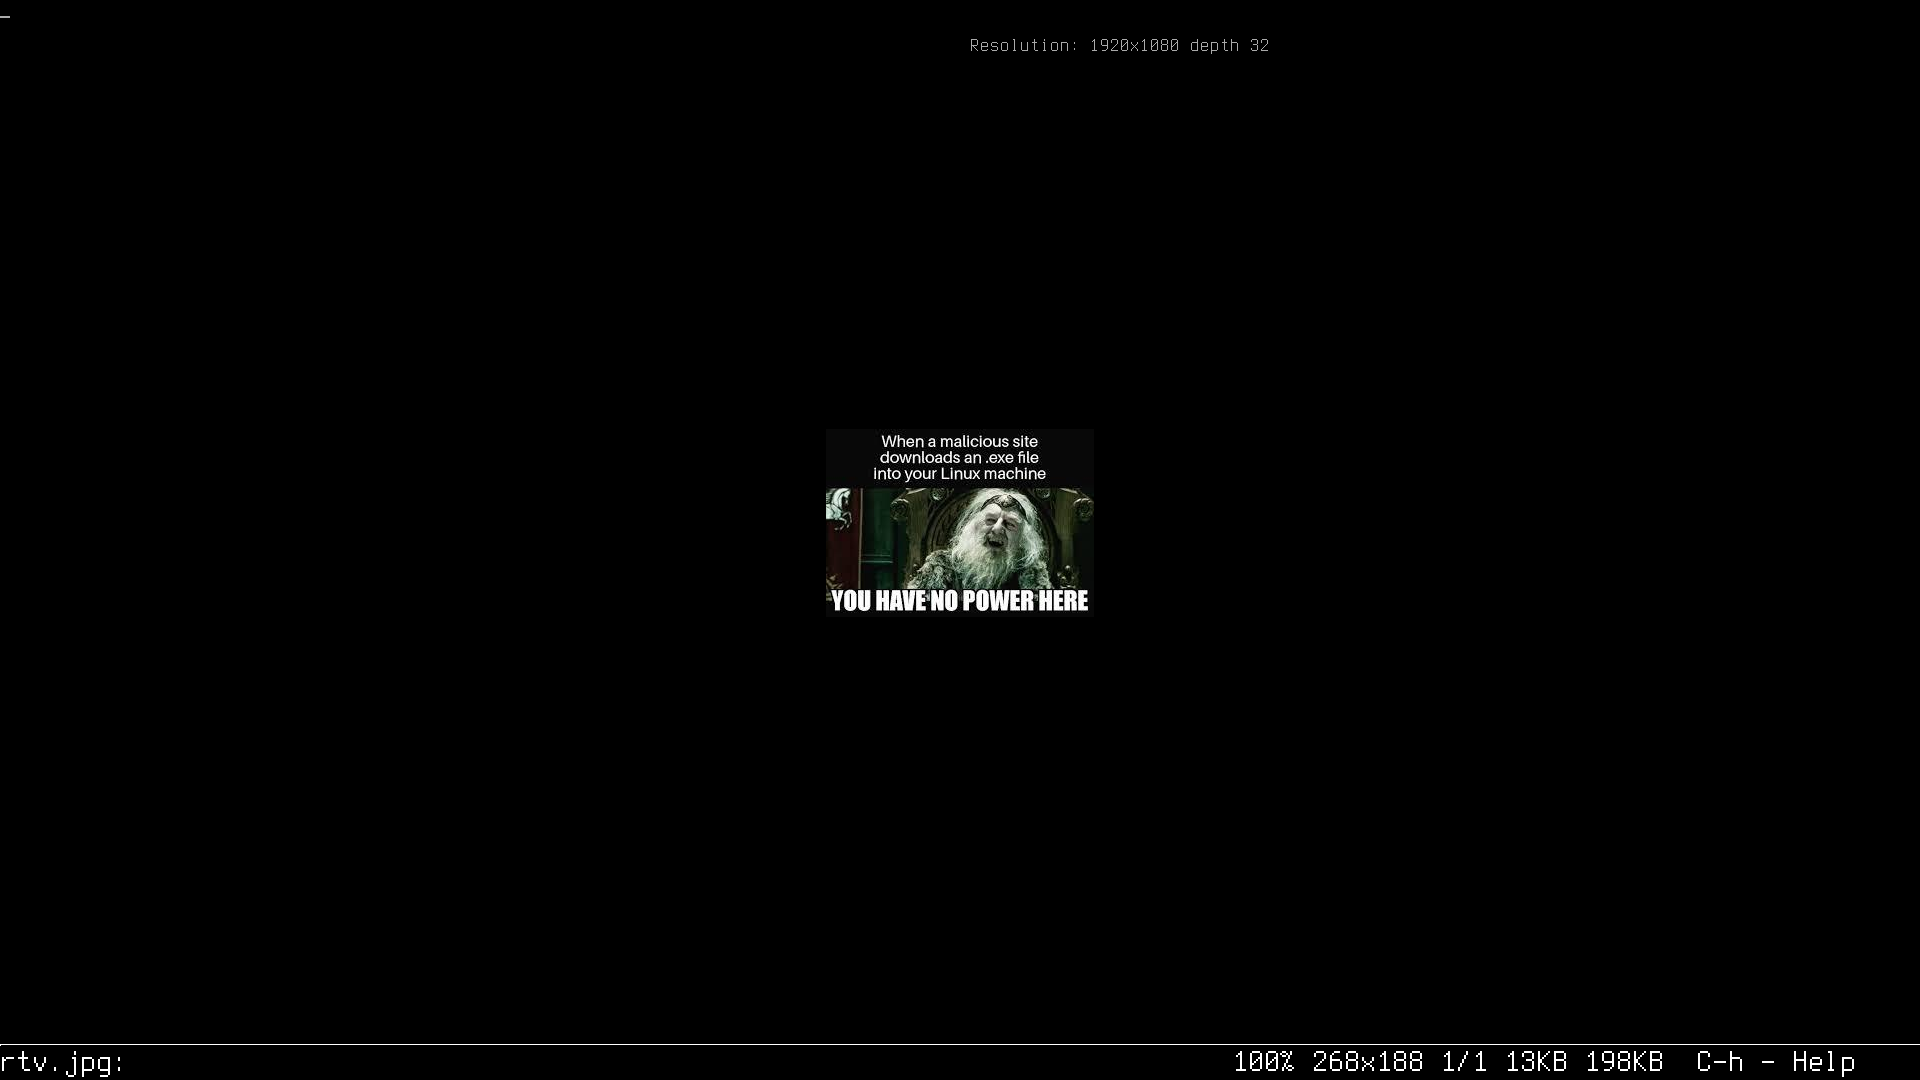 Resolution: 1920x1080 depth 32
When a malicious site
downloads an .exe file
into your Linux machine
YOU HAVE NO POWER HERE
rtv.jpg: 100% 268x188 1/1 13KB 198KB C-h - Help